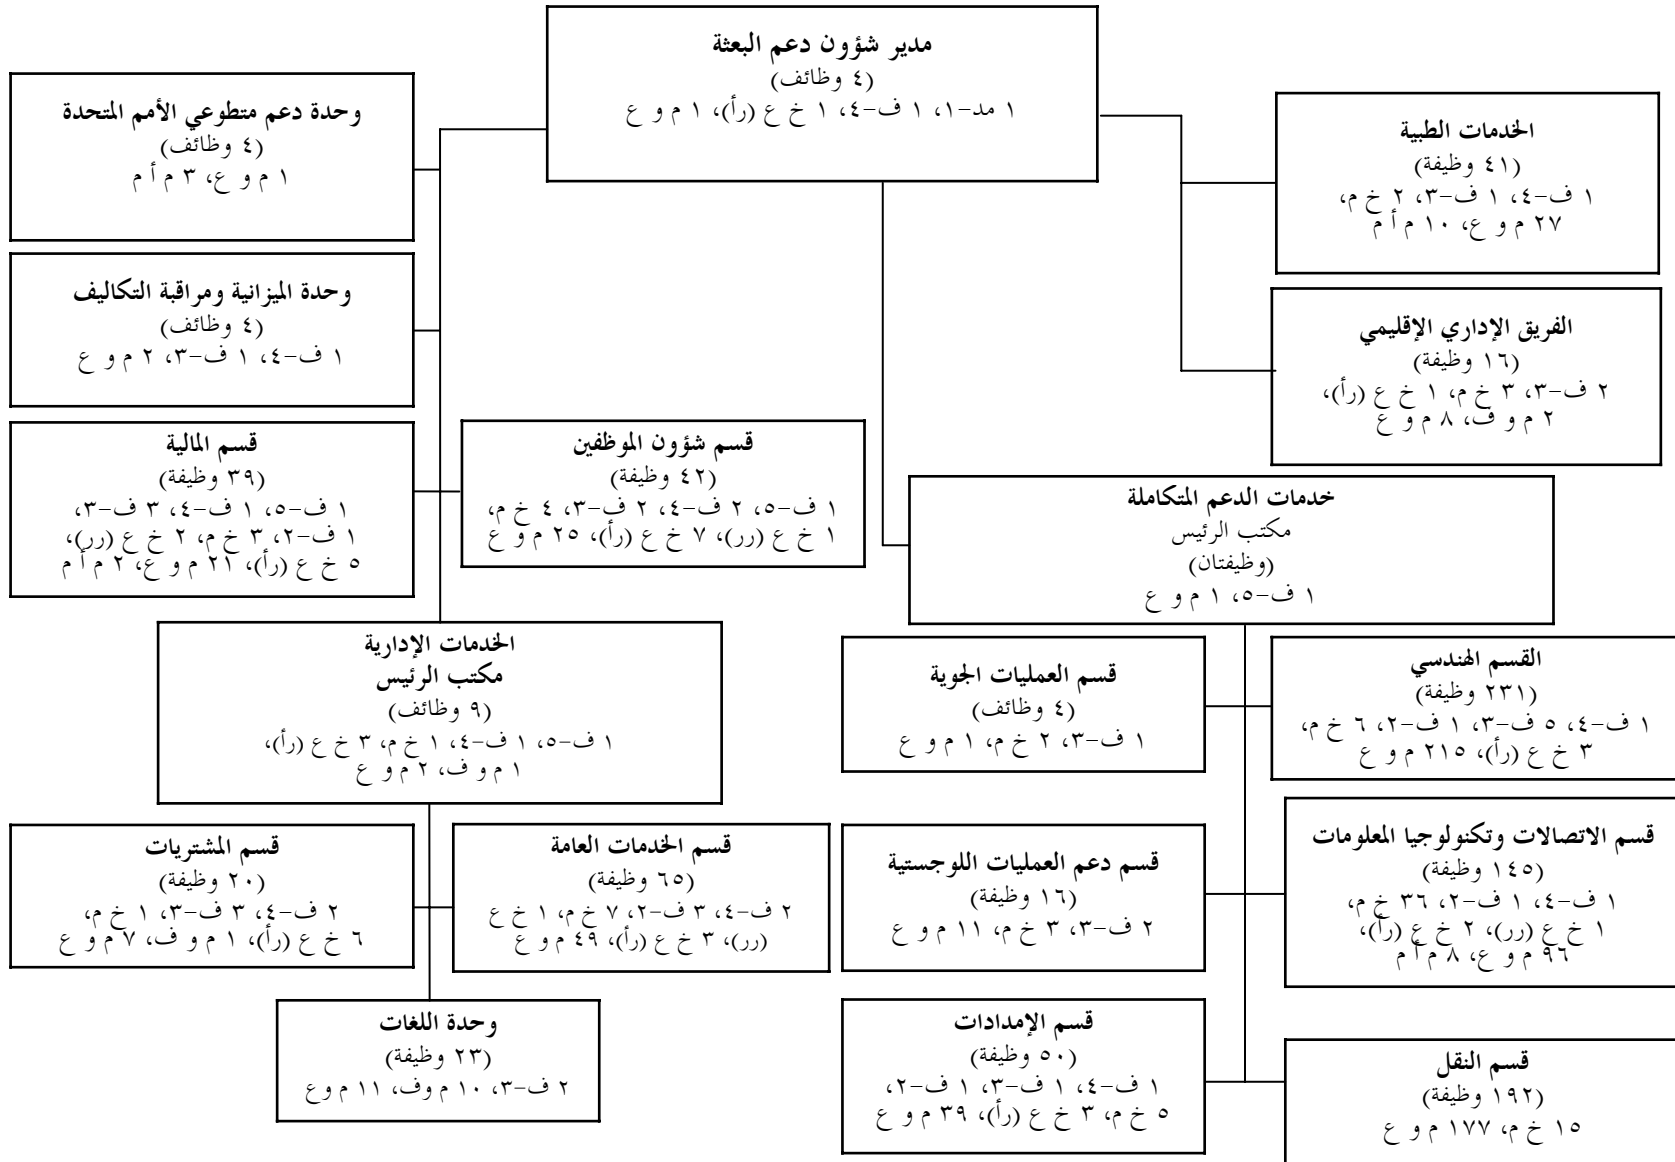 مدير شؤون دعم البعثة
(٤ وظائف)
١ مد-١، ١ ف-٤، ١ خ ع (رأ)، ١ م و ع
وحدة دعم متطوعي الأمم المتحدة
(٤ وظائف)
١ م و ع، ٣ م أ م
الخدمات الطبية
(٤١ وظيفة)
١ ف-٤، ١ ف-٣، ٢ خ م،
٢٧ م و ع، ١٠ م أ م
وحدة الميزانية ومراقبة التكاليف
(٤ وظائف)
١ ف-٤، ١ ف-٣، ٢ م و ع
الفريق الإداري الإقليمي
(١٦ وظيفة)
٢ ف-٣، ٣ خ م، ١ خ ع (رأ)،
٢ م و ف، ٨ م و ع
قسم شؤون الموظفين
(٤٢ وظيفة)
١ ف-٥، ٢ ف-٤، ٢ ف-٣، ٤ خ م،
١ خ ع (رر)، ٧ خ ع (رأ)، ٢٥ م و ع
قسم المالية
(٣٩ وظيفة)
١ ف-٥، ١ ف-٤، ٣ ف-٣،
١ ف-٢، ٣ خ م، ٢ خ ع (رر)،
٥ خ ع (رأ)، ٢١ م و ع، ٢ م أ م
خدمات الدعم المتكاملة
مكتب الرئيس
(وظيفتان)
١ ف-٥، ١ م و ع
الخدمات الإدارية
مكتب الرئيس
(٩ وظائف)
١ ف-٥، ١ ف-٤، ١ خ م، ٣ خ ع (رأ)،
١ م و ف، ٢ م و ع
القسم الهندسي
(٢٣١ وظيفة)
١ ف-٤، ٥ ف-٣، ١ ف-٢، ٦ خ م،
٣ خ ع (رأ)، ٢١٥ م و ع
قسم العمليات الجوية
(٤ وظائف)
١ ف-٣، ٢ خ م، ١ م و ع
قسم الاتصالات وتكنولوجيا المعلومات
(١٤٥ وظيفة)
١ ف-٤، ١ ف-٢، ٣٦ خ م،
١ خ ع (رر)، ٢ خ ع (رأ)،
٩٦ م و ع، ٨ م أ م
قسم دعم العمليات اللوجستية
(١٦ وظيفة)
٢ ف-٣، ٣ خ م، ١١ م و ع
قسم الخدمات العامة
(٦٥ وظيفة)
٢ ف-٤، ٣ ف-٢، ٧ خ م، ١ خ ع
(رر)، ٣ خ ع (رأ)، ٤٩ م و ع
قسم المشتريات
(٢٠ وظيفة)
٢ ف-٤، ٣ ف-٣، ١ خ م،
٦ خ ع (رأ)، ١ م و ف، ٧ م و ع
وحدة اللغات
(٢٣ وظيفة)
٢ ف-٣، ١٠ م وف، ١١ م وع
قسم الإمدادات
(٥٠ وظيفة)
١ ف-٤، ١ ف-٣، ١ ف-٢،
٥ خ م، ٣ خ ع (رأ)، ٣٩ م و ع
قسم النقل
(١٩٢ وظيفة)
١٥ خ م، ١٧٧ م و ع